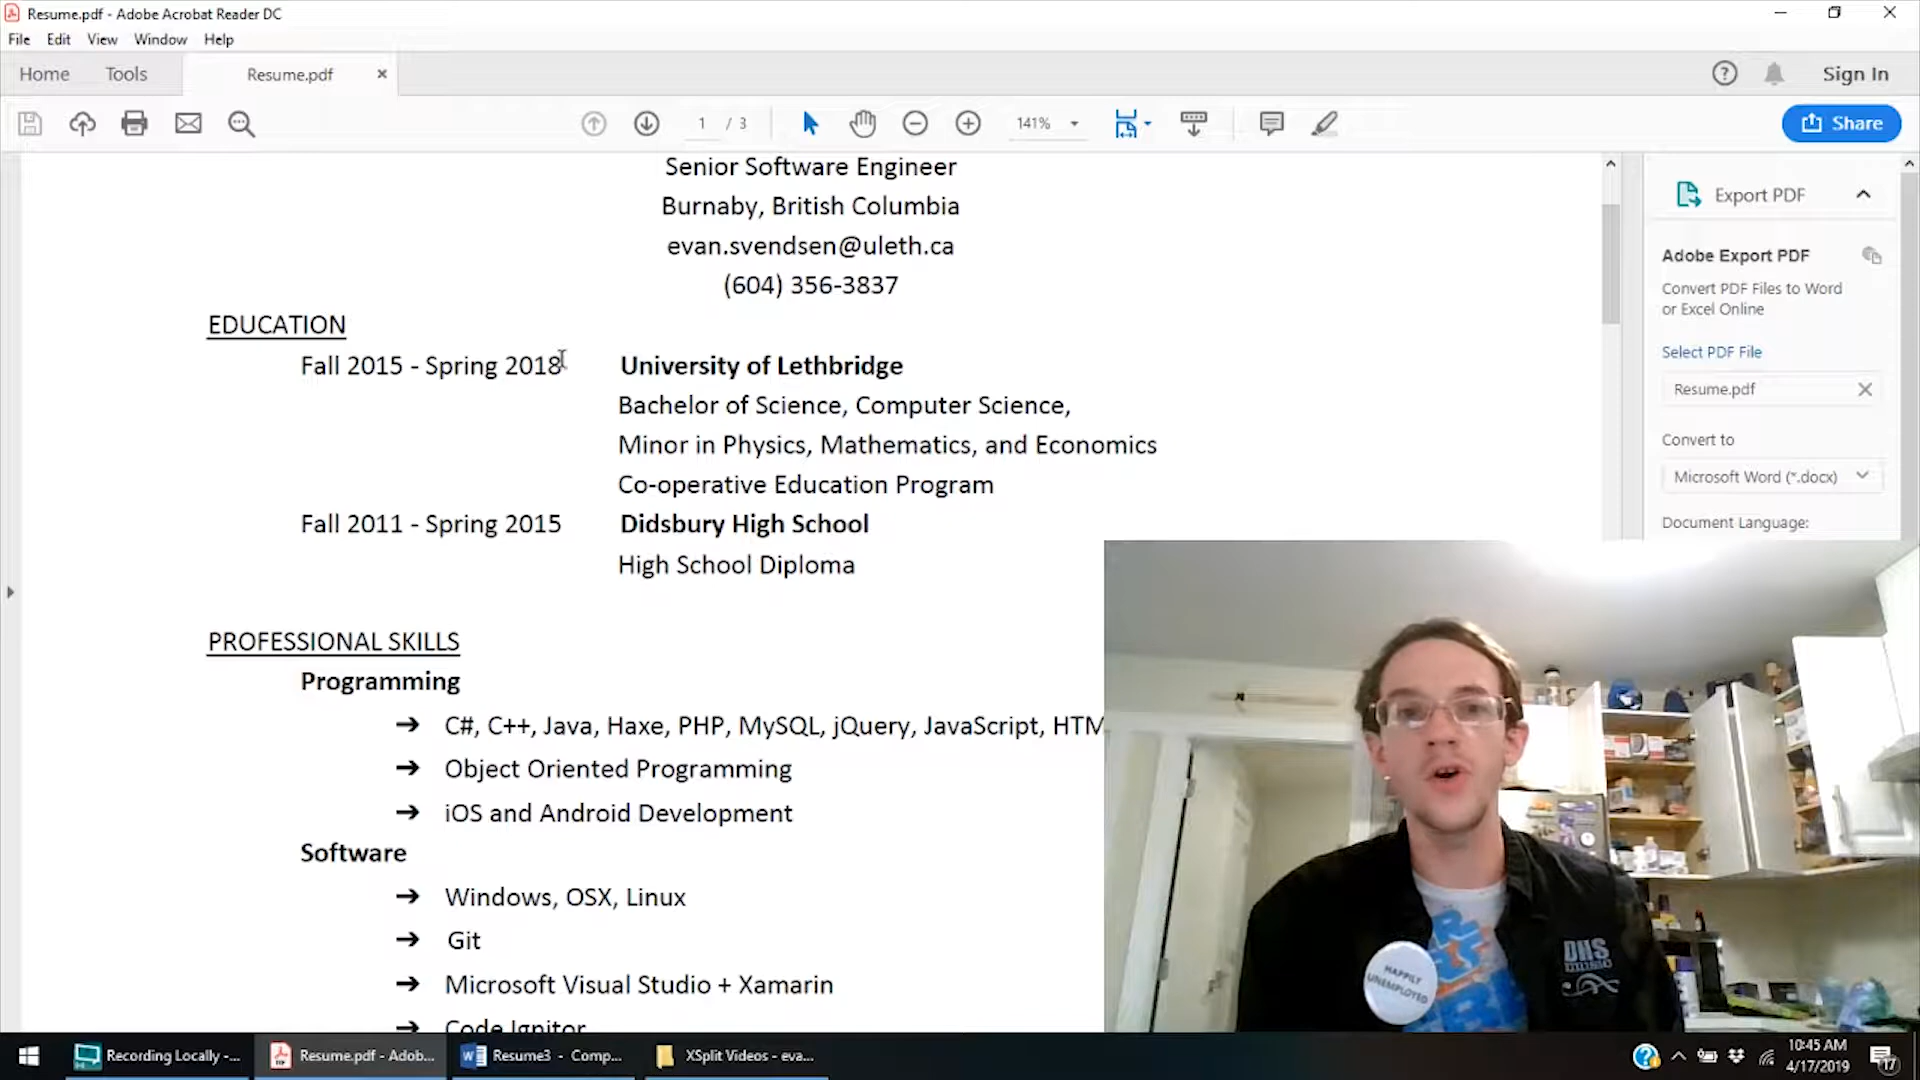 Resume.pdf - Adobe Acrobat Reader DC
File Edit View Window Help
Home Tools Resume.pdf Sign In
1 / 3 141% Share
Senior Software Engineer
Burnaby, British Columbia
evan.svendsen@uleth.ca
(604) 356-3837
EDUCATION
Fall 2015 - Spring 2018 University of Lethbridge
Bachelor of Science, Computer Science,
Minor in Physics, Mathematics, and Economics
Co-operative Education Program
Fall 2011 - Spring 2015 Didsbury High School
High School Diploma
PROFESSIONAL SKILLS
Programming
➔ C#, C++, Java, Haxe, PHP, MySQL, jQuery, JavaScript, HTM
➔ Object Oriented Programming
➔ iOS and Android Development
Software
➔ Windows, OSX, Linux
➔ Git
➔ Microsoft Visual Studio + Xamarin
➔ Code Ignitor
Export PDF
Adobe Export PDF
Convert PDF Files to Word
or Excel Online
Select PDF File
Resume.pdf
Convert to
Microsoft Word (*.docx)
Document Language:
HAPPILY
UNEMPLOYED
DHS
Recording Locally -...
Resume.pdf - Adob...
Resume3 - Comp...
XSplit Videos - eva...
10:45 AM
4/17/2019
17